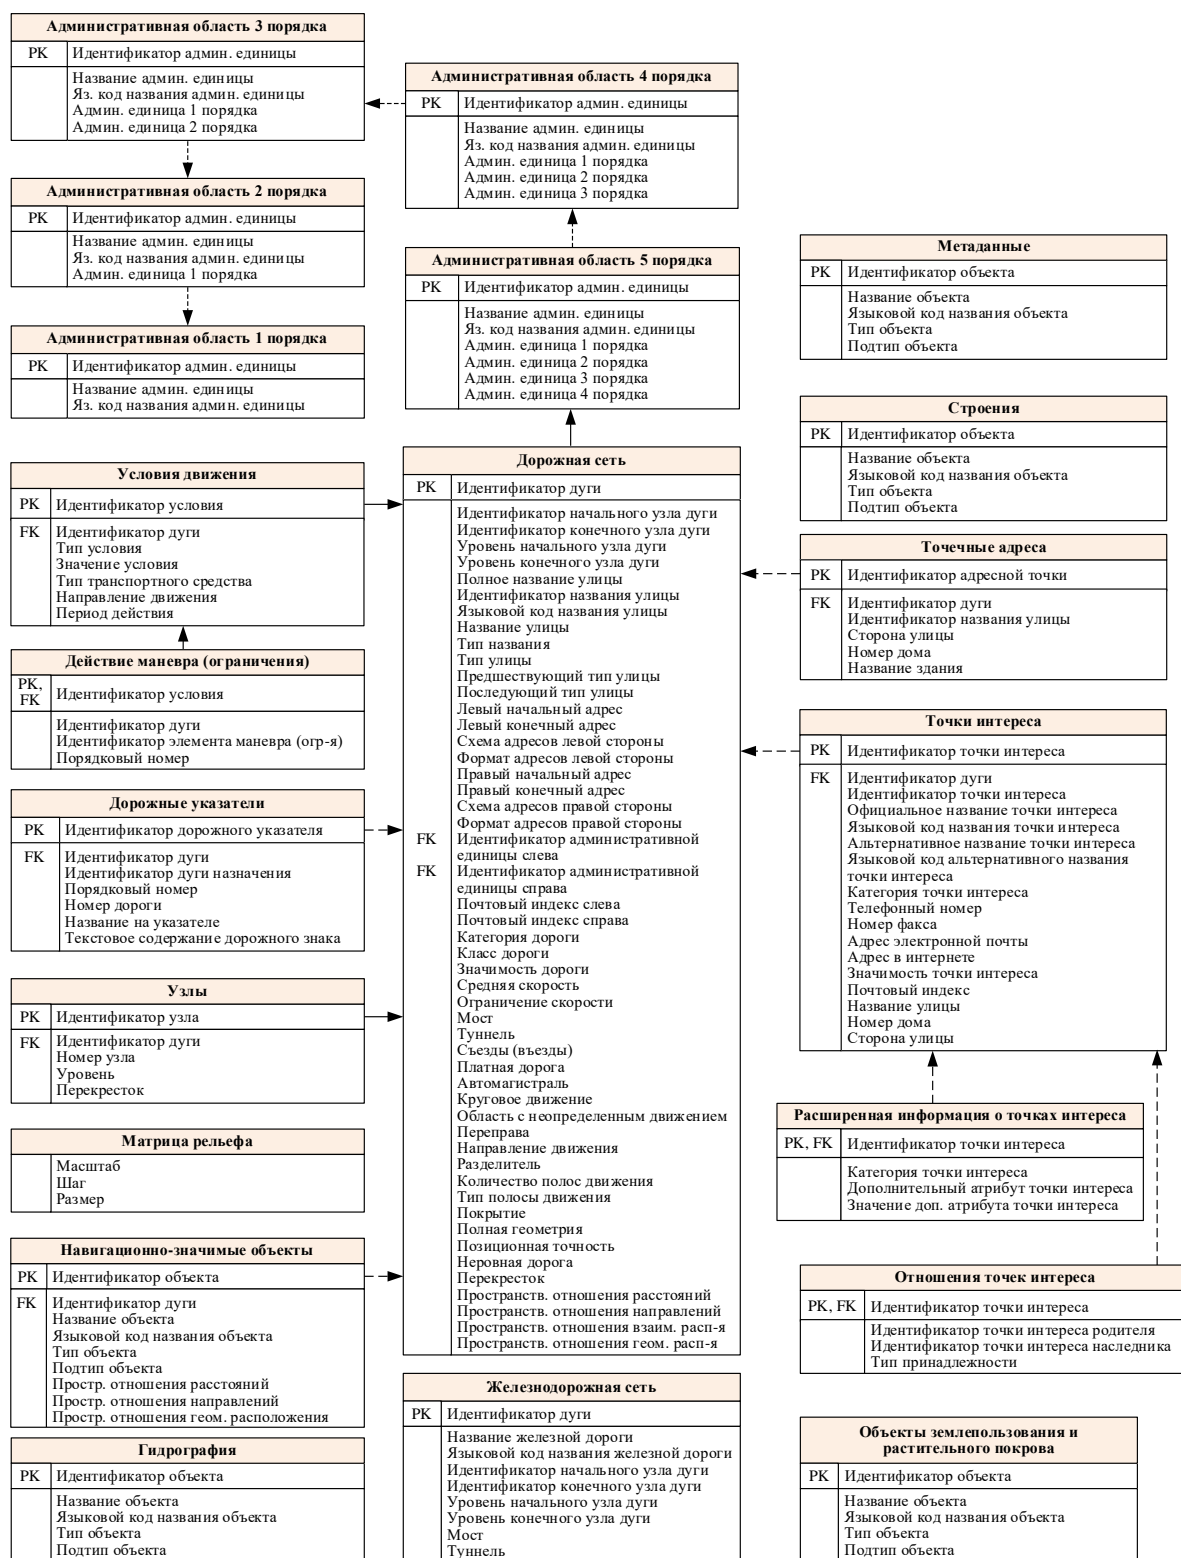 Административная область 3 порядка
PK Идентификатор админ. единицы
Название админ. единицы
Яз. код названия админ. единицы
Админ. единица 1 порядка
Админ. единица 2 порядка
Административная область 2 порядка
PK Идентификатор админ. единицы
Название админ. единицы
Яз. код названия админ. единицы
Админ. единица 1 порядка
Административная область 1 порядка
PK Идентификатор админ. единицы
Название админ. единицы
Яз. код названия админ. единицы
Условия движения
PK Идентификатор условия
FK Идентификатор дуги
Тип условия
Значение условия
Тип транспортного средства
Направление движения
Период действия
Действие маневра (ограничения)
PK,
FK Идентификатор условия
Идентификатор дуги
Идентификатор элемента маневра (огр-я)
Порядковый номер
Дорожные указатели
PK Идентификатор дорожного указателя
FK Идентификатор дуги
Идентификатор дуги назначения
Порядковый номер
Номер дороги
Название на указателе
Текстовое содержание дорожного знака
Узлы
PK Идентификатор узла
FK Идентификатор дуги
Номер узла
Уровень
Перекресток
Матрица рельефа
Масштаб
Шаг
Размер
Навигационно-значимые объекты
PK Идентификатор объекта
FK Идентификатор дуги
Название объекта
Языковой код названия объекта
Тип объекта
Подтип объекта
Простр. отношения расстояний
Простр. отношения направлений
Простр. отношения геом. расположения
Гидрография
PK Идентификатор объекта
Название объекта
Языковой код названия объекта
Тип объекта
Подтип объекта
Административная область 4 порядка
PK Идентификатор админ. единицы
Название админ. единицы
Яз. код названия админ. единицы
Админ. единица 1 порядка
Админ. единица 2 порядка
Админ. единица 3 порядка
Административная область 5 порядка
PK Идентификатор админ. единицы
Название админ. единицы
Яз. код названия админ. единицы
Админ. единица 1 порядка
Админ. единица 2 порядка
Админ. единица 3 порядка
Админ. единица 4 порядка
Дорожная сеть
PK Идентификатор дуги
Идентификатор начального узла дуги
Идентификатор конечного узла дуги
Уровень начального узла дуги
Уровень конечного узла дуги
Полное название улицы
Идентификатор названия улицы
Языковой код названия улицы
Название улицы
Тип названия
Тип улицы
Предшествующий тип улицы
Последующий тип улицы
Левый начальный адрес
Левый конечный адрес
Схема адресов левой стороны
Формат адресов левой стороны
Правый начальный адрес
Правый конечный адрес
Схема адресов правой стороны
Формат адресов правой стороны
FK Идентификатор административной
единицы слева
FK Идентификатор административной
единицы справа
Почтовый индекс слева
Почтовый индекс справа
Категория дороги
Класс дороги
Значимость дороги
Средняя скорость
Ограничение скорости
Мост
Туннель
Съезды (въезды)
Платная дорога
Автомагистраль
Круговое движение
Область с неопределенным движением
Переправа
Направление движения
Разделитель
Количество полос движения
Тип полосы движения
Покрытие
Полная геометрия
Позиционная точность
Неровная дорога
Перекресток
Пространств. отношения расстояний
Пространств. отношения направлений
Пространств. отношения взаим. расп-я
Пространств. отношения геом. расп-я
Железнодорожная сеть
PK Идентификатор дуги
Название железной дороги
Языковой код названия железной дороги
Идентификатор начального узла дуги
Идентификатор конечного узла дуги
Уровень начального узла дуги
Уровень конечного узла дуги
Мост
Туннель
Метаданные
PK Идентификатор объекта
Название объекта
Языковой код названия объекта
Тип объекта
Подтип объекта
Строения
PK Идентификатор объекта
Название объекта
Языковой код названия объекта
Тип объекта
Подтип объекта
Точечные адреса
PK Идентификатор адресной точки
FK Идентификатор дуги
Идентификатор названия улицы
Сторона улицы
Номер дома
Название здания
Точки интереса
PK Идентификатор точки интереса
FK Идентификатор дуги
Идентификатор точки интереса
Официальное название точки интереса
Языковой код названия точки интереса
Альтернативное название точки интереса
Языковой код альтернативного названия
точки интереса
Категория точки интереса
Телефонный номер
Номер факса
Адрес электронной почты
Адрес в интернете
Значимость точки интереса
Почтовый индекс
Название улицы
Номер дома
Сторона улицы
Расширенная информация о точках интереса
PK, FK Идентификатор точки интереса
Категория точки интереса
Дополнительный атрибут точки интереса
Значение доп. атрибута точки интереса
Отношения точек интереса
PK, FK Идентификатор точки интереса
Идентификатор точки интереса родителя
Идентификатор точки интереса наследника
Тип принадлежности
Объекты землепользования и
растительного покрова
PK Идентификатор объекта
Название объекта
Языковой код названия объекта
Тип объекта
Подтип объекта